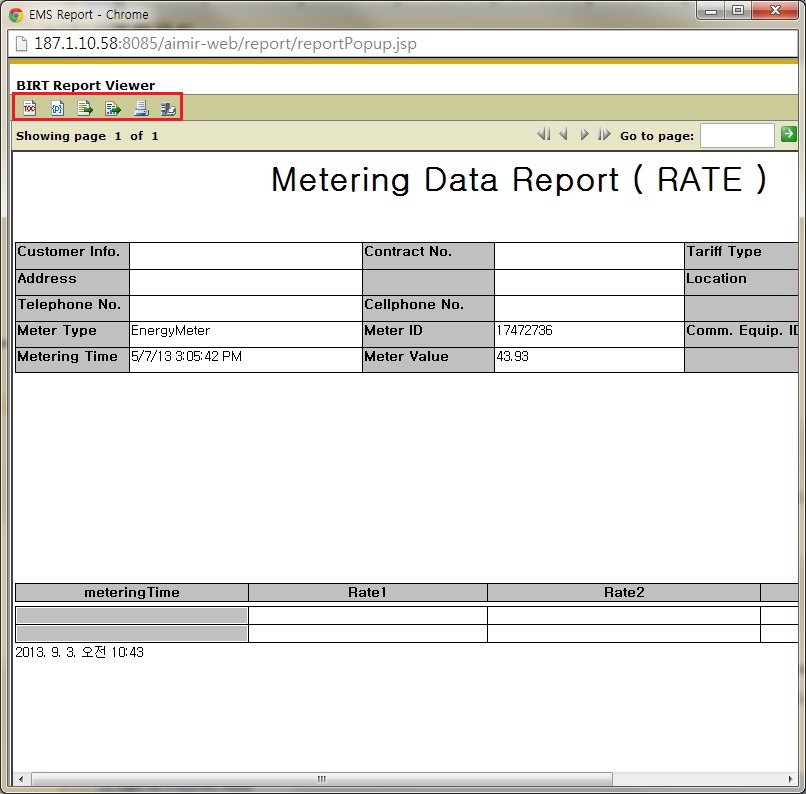 EMS Report - Chrome
187.1.10.58:8085/aimir-web/report/reportPopup.jsp
BIRT Report Viewer
TOC
Showing page 1 of 1 Go to page:
Metering Data Report ( RATE )
Customer Info. Contract No. Tariff Type
Address Location
Telephone No. Cellphone No.
Meter Type EnergyMeter Meter ID 17472736 Comm. Equip. ID
Metering Time 5/7/13 3:05:42 PM Meter Value 43.93
meteringTime Rate1 Rate2
2013. 9. 3. 오전 10:43